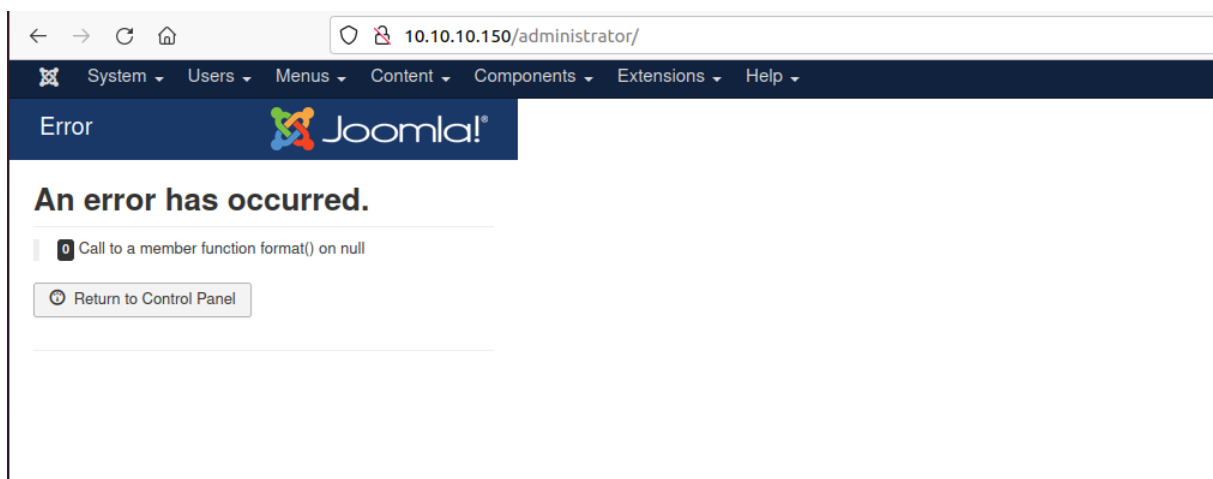 10.10.10.150/administrator/
System Users Menus Content Components Extensions Help
Error Joomla!®
An error has occurred.
0 Call to a member function format() on null
Return to Control Panel